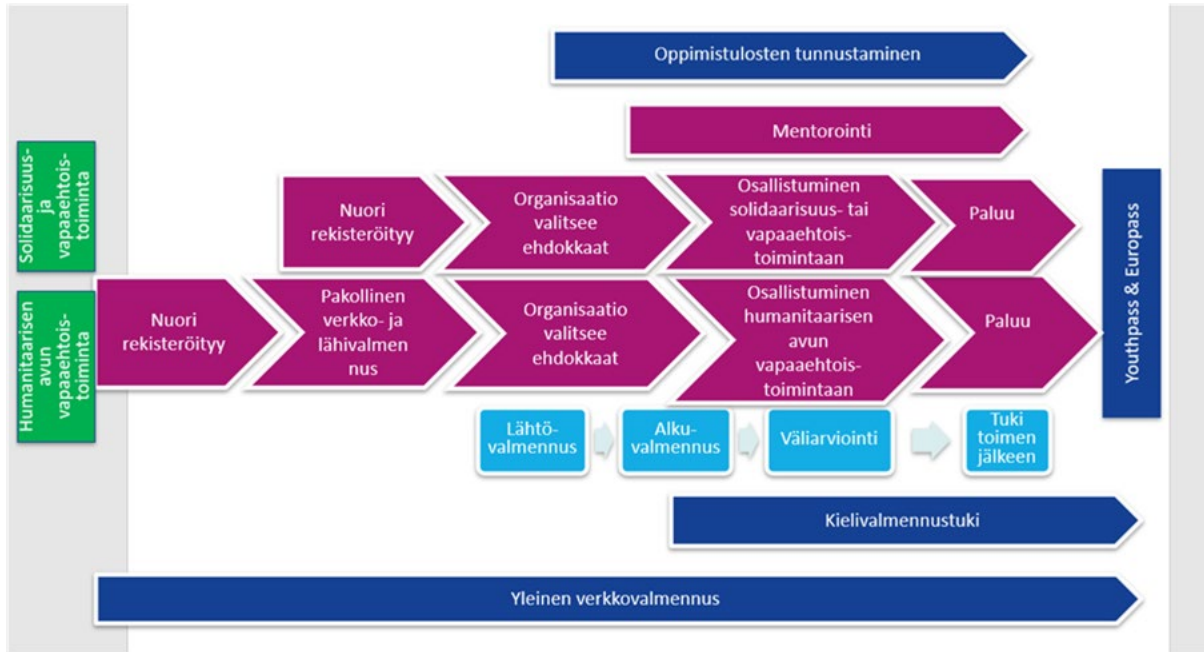 Oppimistulosten tunnustaminen
Mentorointi
Solidaarisuus-
ja
vapaaehtois-
toiminta
Nuori
rekisteröityy
Organisaatio
valitsee
ehdokkaat
Osallistuminen
solidaarisuus- tai
vapaaehtois-
toimintaan
Paluu
Humanitaarisen
avun
vapaaehtois-
toiminta
Nuori
rekisteröityy
Pakollinen
verkko- ja
lähivalmen
nus
Organisaatio
valitsee
ehdokkaat
Osallistuminen
humanitaarisen
avun
vapaaehtois-
toimintaan
Paluu
Youthpass & Europass
Lähtö-
valmennus
Alku-
valmennus
Väliarviointi
Tuki
toimen
jälkeen
Kielivalmennustuki
Yleinen verkkovalmennus